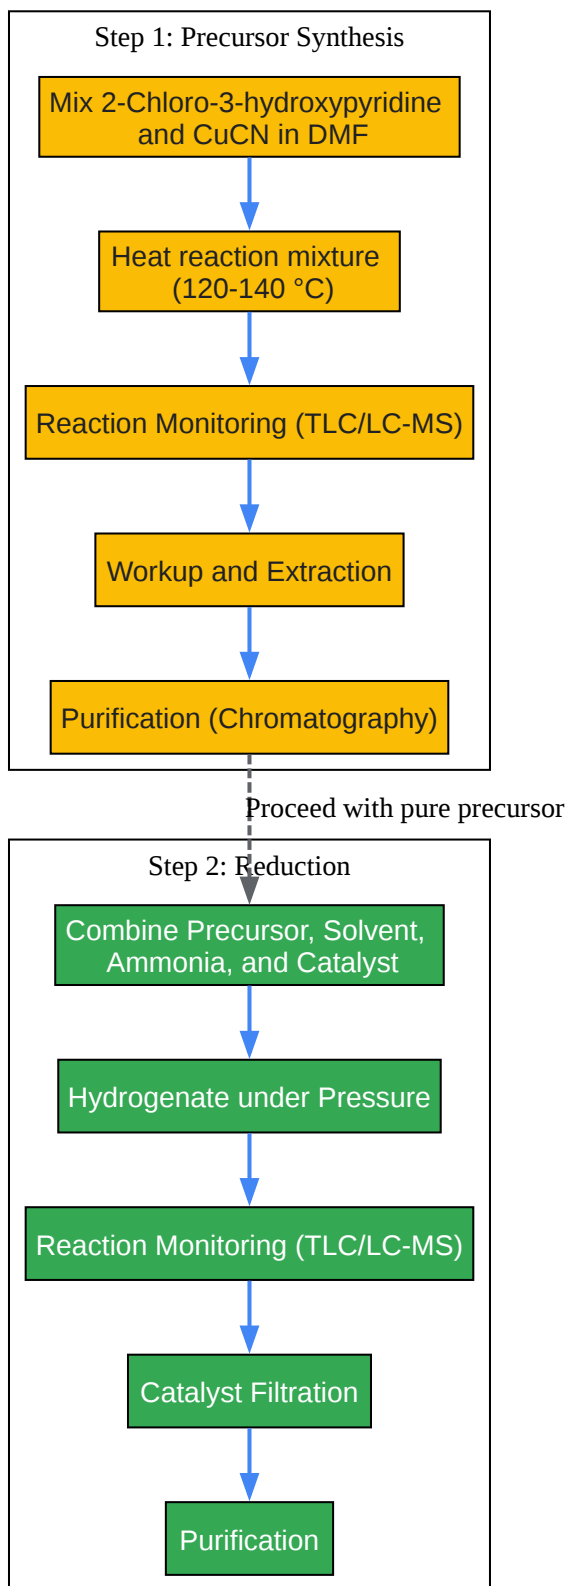 Step 1: Precursor Synthesis
Mix 2-Chloro-3-hydroxypyridine
and CuCN in DMF
Heat reaction mixture
(120-140 °C)
Reaction Monitoring (TLC/LC-MS)
Workup and Extraction
Purification (Chromatography)
Proceed with pure precursor
Step 2: Reduction
Combine Precursor, Solvent,
Ammonia, and Catalyst
Hydrogenate under Pressure
Reaction Monitoring (TLC/LC-MS)
Catalyst Filtration
Purification